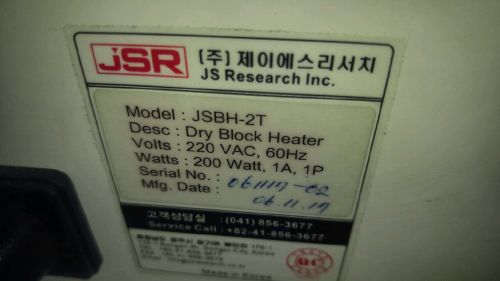 JSR
[주] 제이에스리서치
JS Research Inc.
Model : JSBH-2T
Desc : Dry Block Heater
Volts : 220 VAC, 60Hz
Watts : 200 Watt, 1A, 1P
Serial No. : 061117-02
Mfg. Date : 06.11.17
고객상담실 : (041) 856-3677
Service Call : +82-41-856-3677
Made in Korea